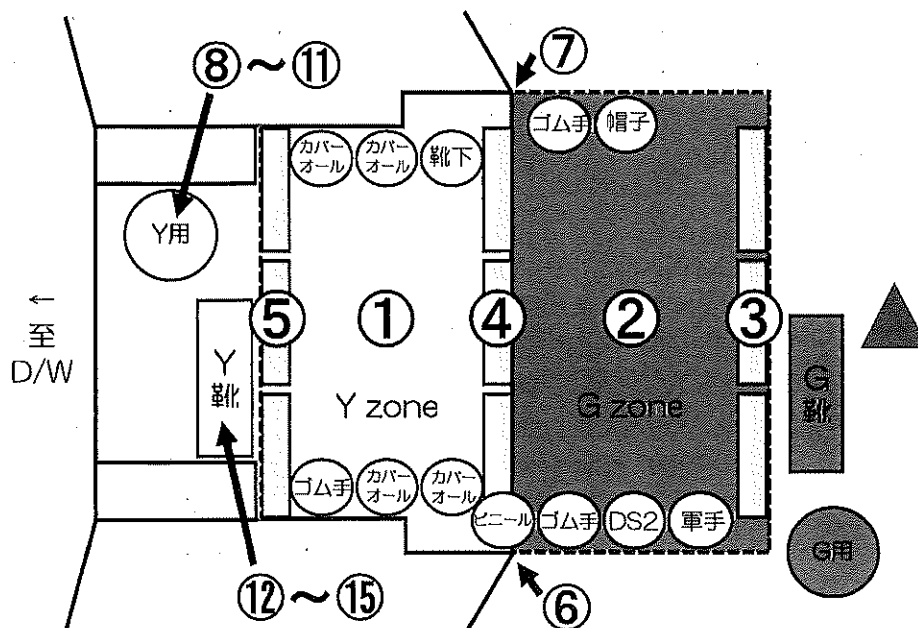 ⑧～⑪
⑦
ゴム手
帽子
カバー
オール
カバー
オール
靴下
Y用
←
至
D/W
⑤
①
④
②
③
Y
靴
Y zone
G zone
G
靴
ゴム手
カバー
オール
カバー
オール
ビニール
ゴム手
DS2
軍手
G用
⑫～⑮
⑥